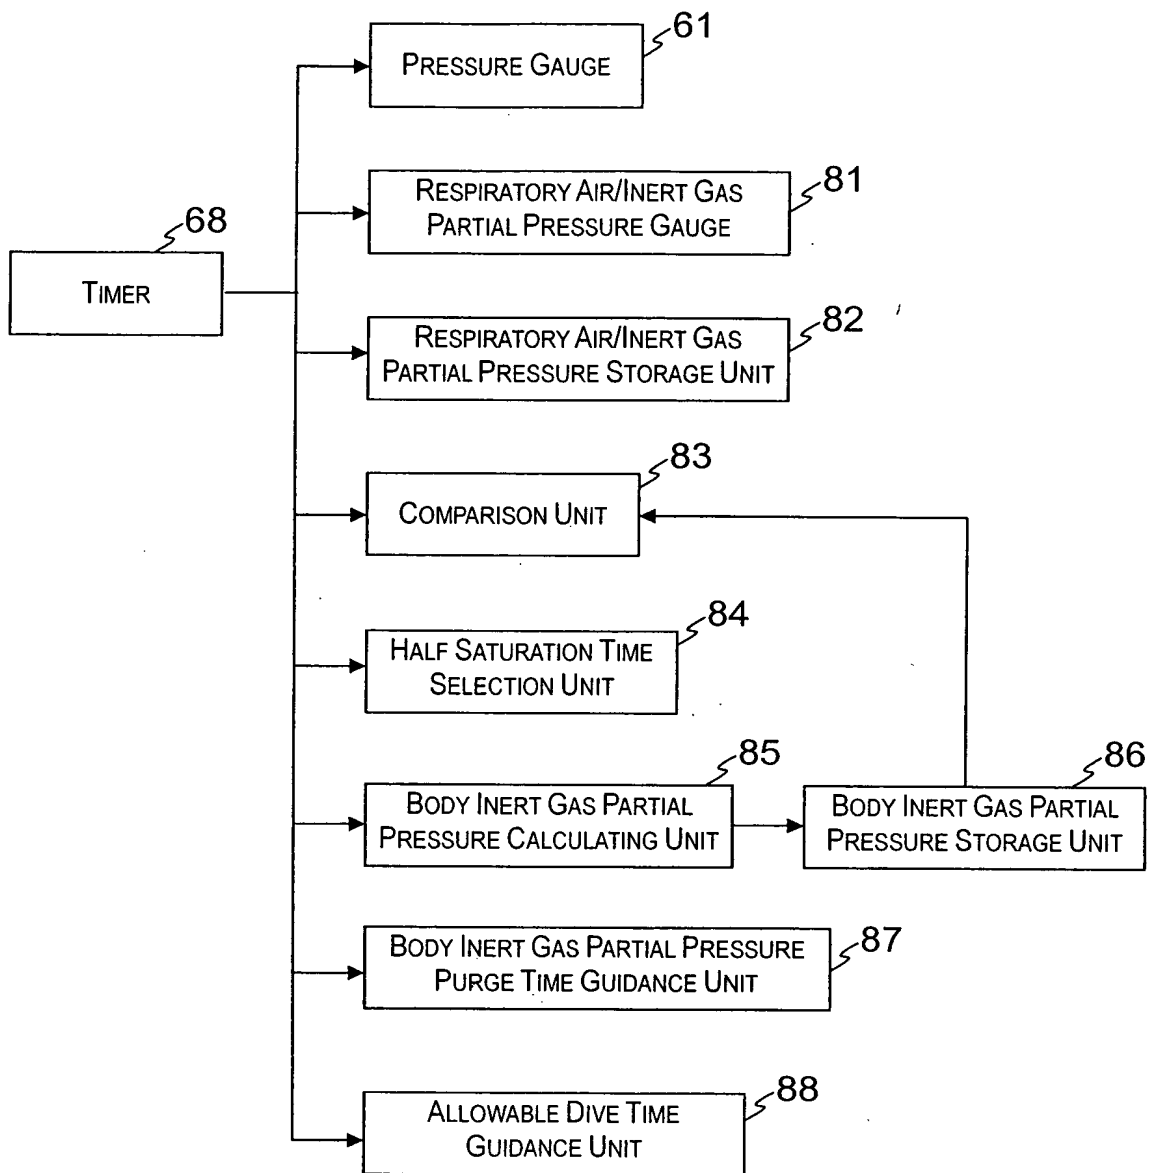 61
PRESSURE GAUGE
81
RESPIRATORY AIR/INERT GAS
PARTIAL PRESSURE GAUGE
68
TIMER
82
RESPIRATORY AIR/INERT GAS
PARTIAL PRESSURE STORAGE UNIT
83
COMPARISON UNIT
84
HALF SATURATION TIME
SELECTION UNIT
85
BODY INERT GAS PARTIAL
PRESSURE CALCULATING UNIT
86
BODY INERT GAS PARTIAL
PRESSURE STORAGE UNIT
87
BODY INERT GAS PARTIAL PRESSURE
PURGE TIME GUIDANCE UNIT
88
ALLOWABLE DIVE TIME
GUIDANCE UNIT